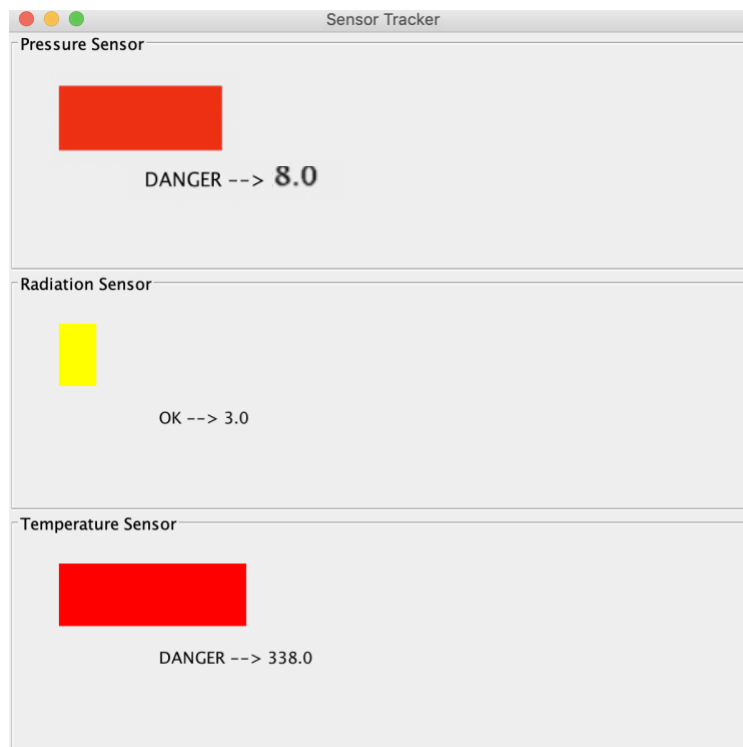 Sensor Tracker
Pressure Sensor
DANGER --> 8.0
Radiation Sensor
OK --> 3.0
Temperature Sensor
DANGER --> 338.0